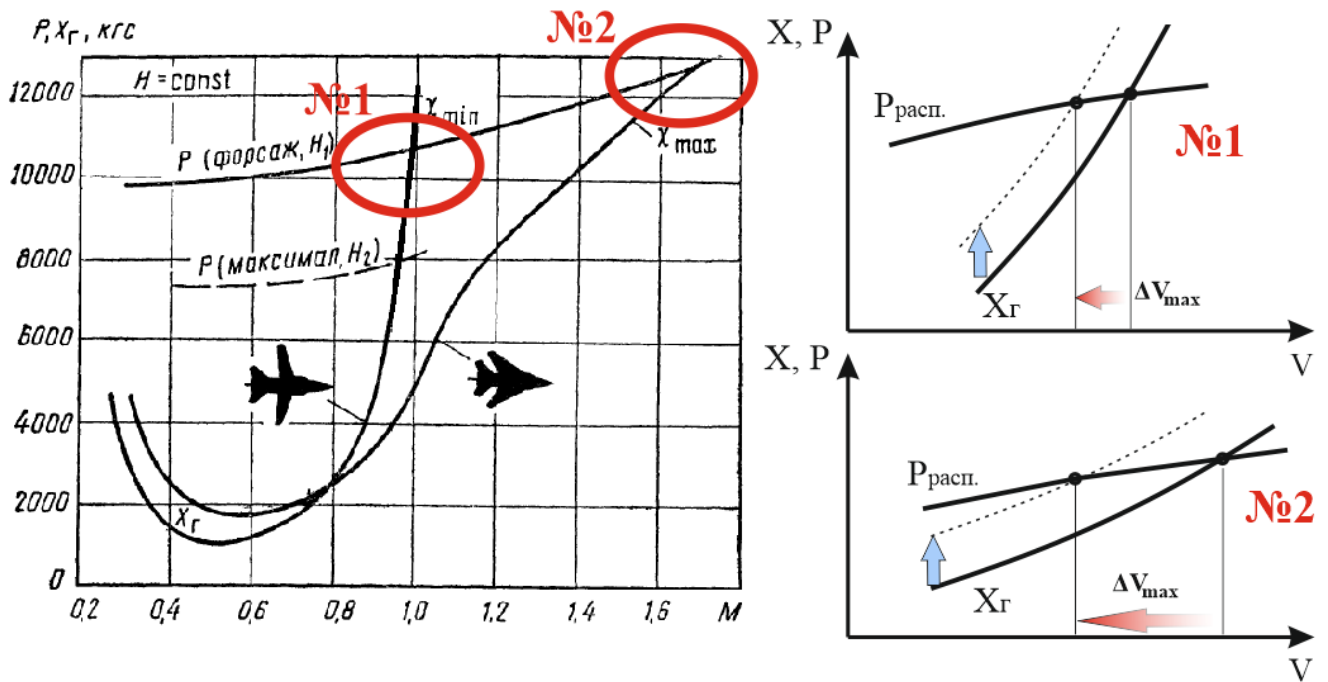 P, Xг, кгс
№2
12000
H = const
№1
χ min
P (форсаж, H₁)
χ max
10000
8000
P (максимал, H₂)
6000
4000
2000
Xг
0
0,2 0,4 0,6 0,8 1,0 1,2 1,4 1,6 M
X, P
Pрасп.
№1
Xг
ΔVmax
V
X, P
Pрасп.
№2
ΔVmax
Xг
V